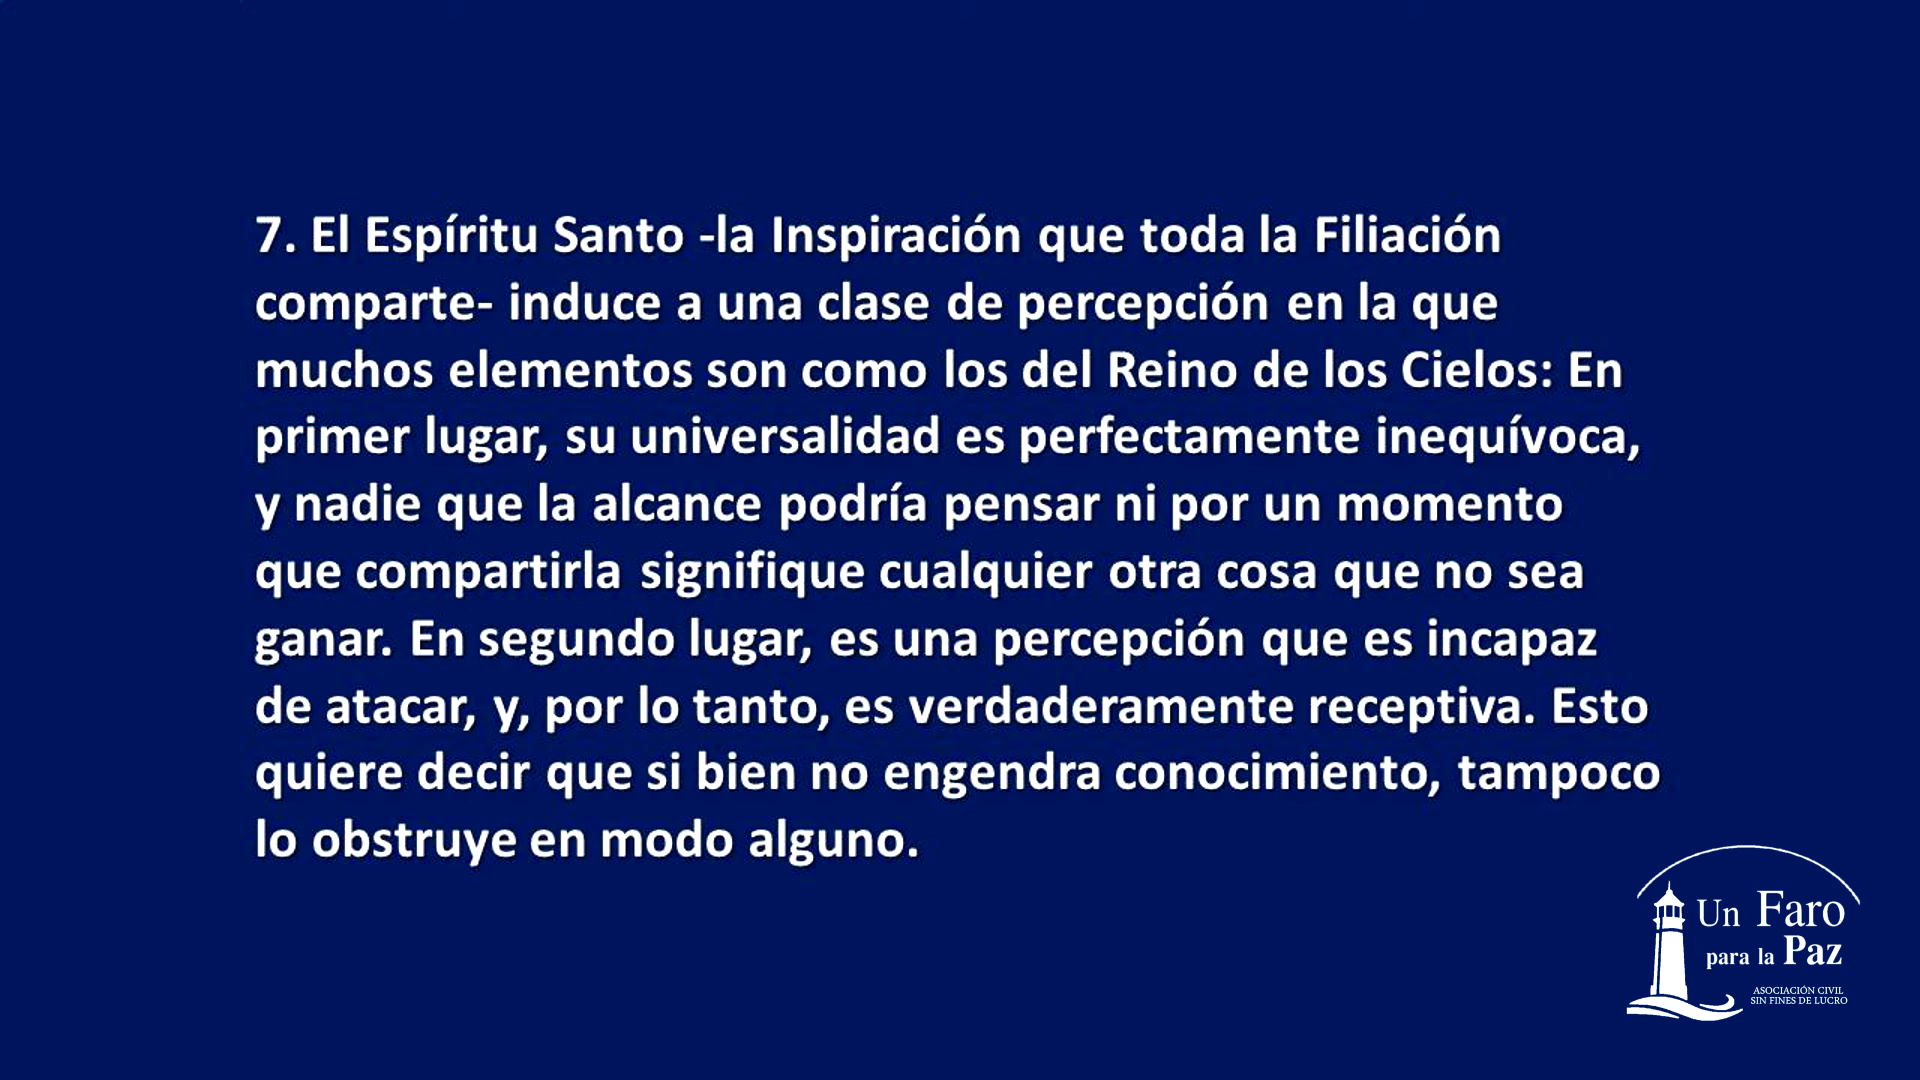 7. El Espíritu Santo -la Inspiración que toda la Filiación
comparte- induce a una clase de percepción en la que
muchos elementos son como los del Reino de los Cielos: En
primer lugar, su universalidad es perfectamente inequívoca,
y nadie que la alcance podría pensar ni por un momento
que compartirla signifique cualquier otra cosa que no sea
ganar. En segundo lugar, es una percepción que es incapaz
de atacar, y, por lo tanto, es verdaderamente receptiva. Esto
quiere decir que si bien no engendra conocimiento, tampoco
lo obstruye en modo alguno.
Un Faro
para la Paz
ASOCIACIÓN CIVIL
SIN FINES DE LUCRO